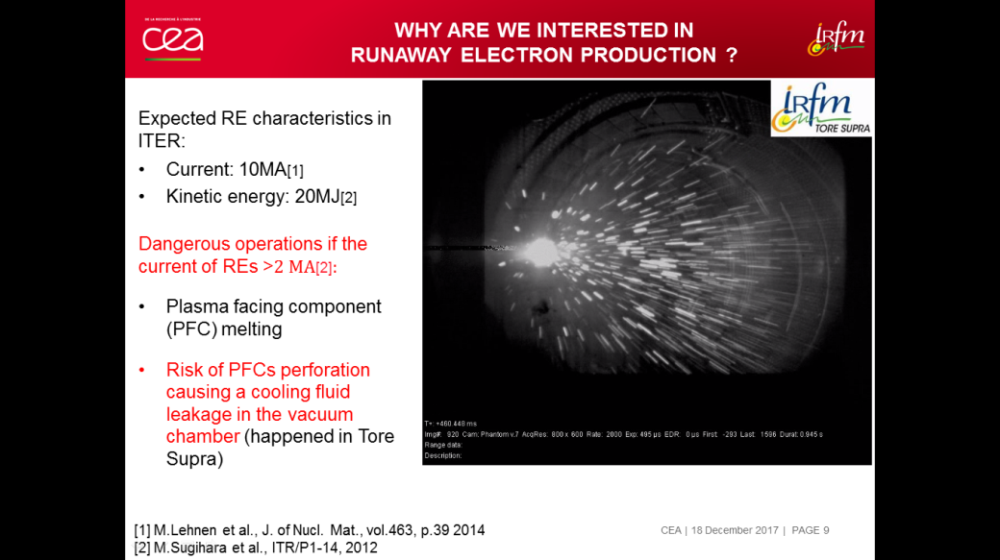 DE LA RECHERCHE À L'INDUSTRIE
cea
WHY ARE WE INTERESTED IN
RUNAWAY ELECTRON PRODUCTION ?
IRfm
Expected RE characteristics in
ITER:
• Current: 10MA[1]
• Kinetic energy: 20MJ[2]
Dangerous operations if the
current of REs >2 MA[2]:
• Plasma facing component
(PFC) melting
• Risk of PFCs perforation
causing a cooling fluid
leakage in the vacuum
chamber (happened in Tore
Supra)
IRfm
TORE SUPRA
T=: +460.448 ms
Img#: 920 Cam: Phantom v.7 AcqRes: 800 x 600 Rate: 2000 Exp: 495 µs EDR: 0 µs First: -293 Last: 1596 Durat: 0.945 s
Range data:
Description:
[1] M.Lehnen et al., J. of Nucl. Mat., vol.463, p.39 2014
[2] M.Sugihara et al., ITR/P1-14, 2012
CEA | 18 December 2017 | PAGE 9